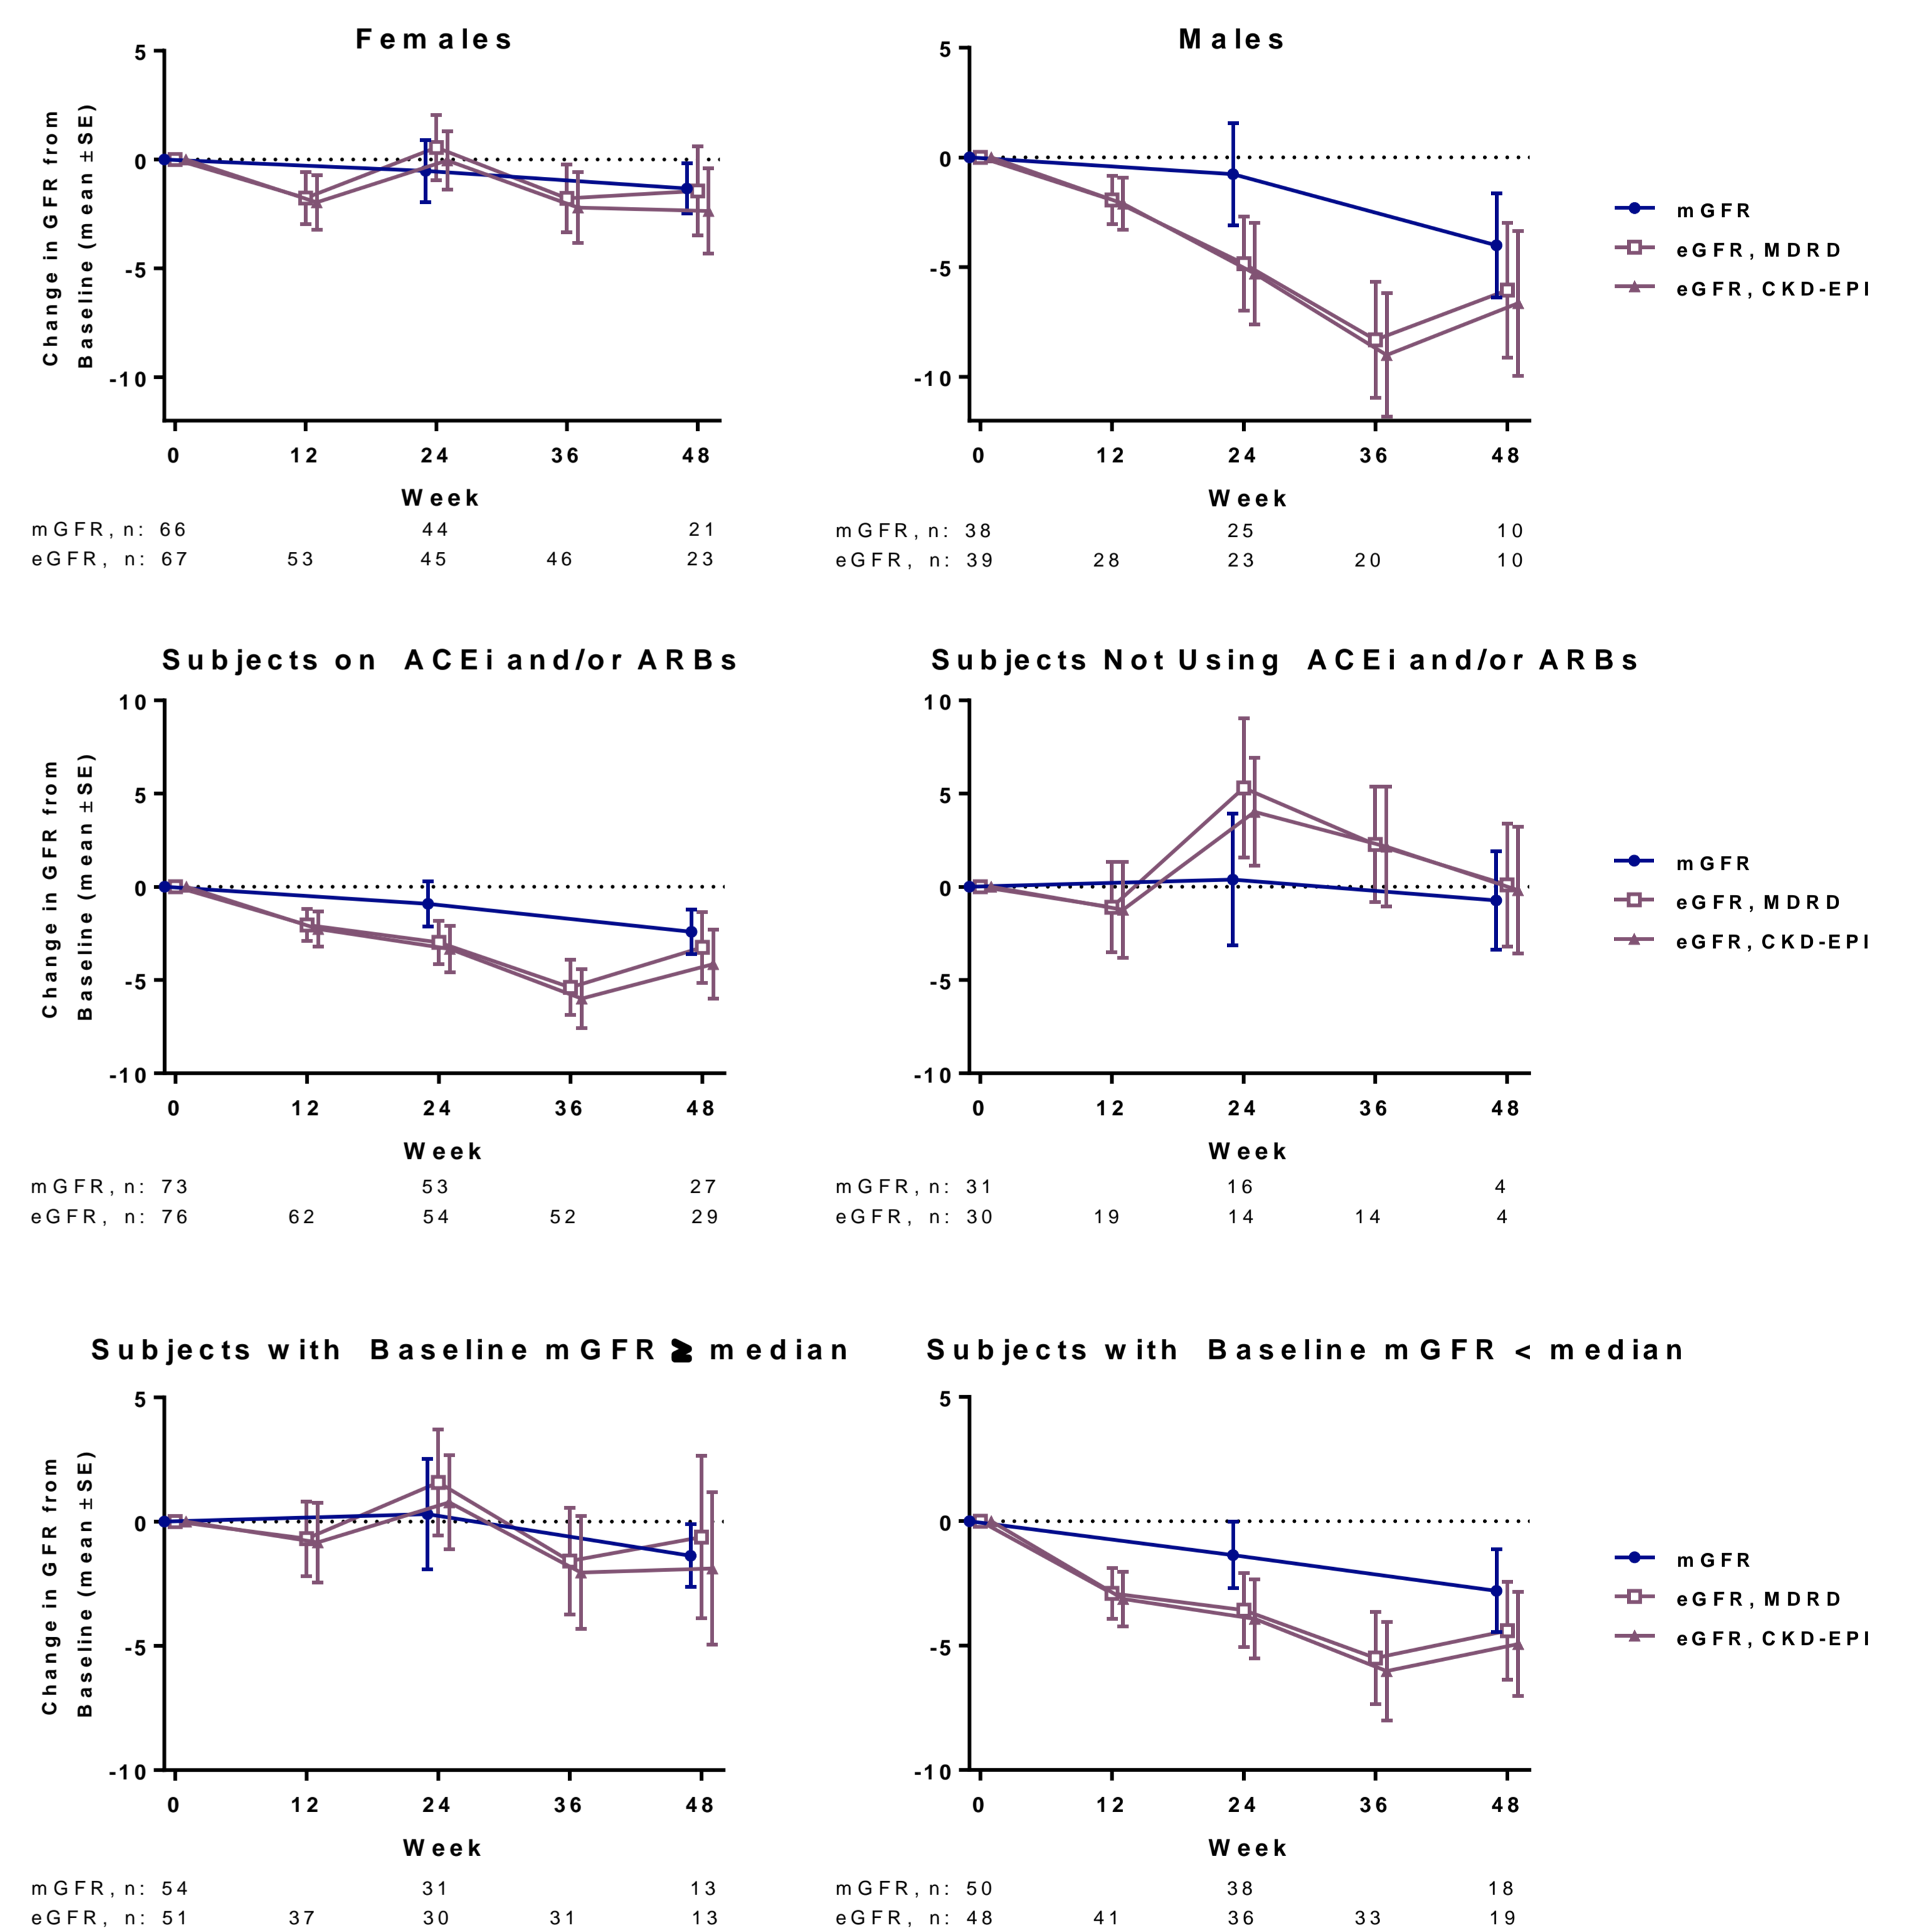 Females
Males
5
0
-5
-10
Change in GFR from
Baseline (mean ±SE)
0 12 24 36 48
Week
mGFR, n: 66 44 21
eGFR, n: 67 53 45 46 23
5
0
-5
-10
0 12 24 36 48
Week
mGFR, n: 38 25 10
eGFR, n: 39 28 23 20 10
mGFR
eGFR, MDRD
eGFR, CKD-EPI
Subjects on ACEi and/or ARBs
Subjects Not Using ACEi and/or ARBs
10
5
0
-5
-10
Change in GFR from
Baseline (mean ±SE)
0 12 24 36 48
Week
mGFR, n: 73 53 27
eGFR, n: 76 62 54 52 29
10
5
0
-5
-10
0 12 24 36 48
Week
mGFR, n: 31 16 4
eGFR, n: 30 19 14 14 4
mGFR
eGFR, MDRD
eGFR, CKD-EPI
Subjects with Baseline mGFR ≥ median
Subjects with Baseline mGFR < median
5
0
-5
-10
Change in GFR from
Baseline (mean ±SE)
0 12 24 36 48
Week
mGFR, n: 54 31 13
eGFR, n: 51 37 30 31 13
5
0
-5
-10
0 12 24 36 48
Week
mGFR, n: 50 38 18
eGFR, n: 48 41 36 33 19
mGFR
eGFR, MDRD
eGFR, CKD-EPI